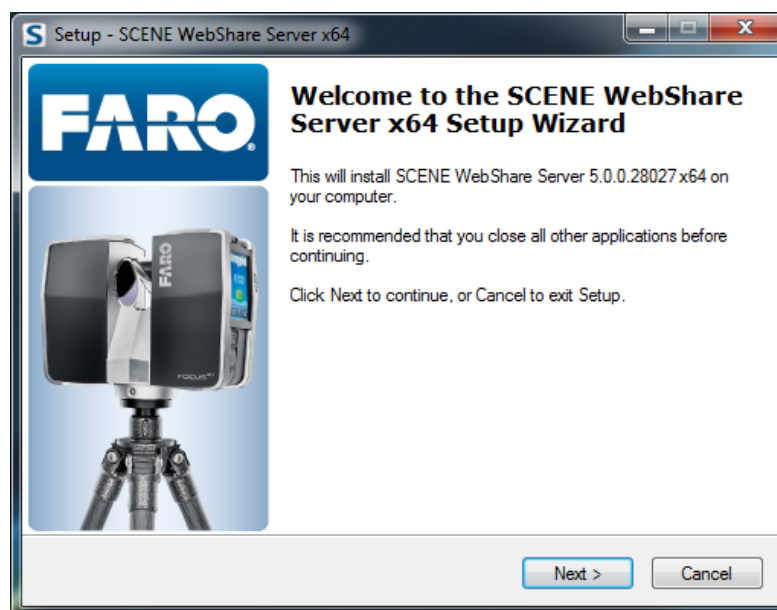 Setup - SCENE WebShare Server x64
FARO
Welcome to the SCENE WebShare
Server x64 Setup Wizard
This will install SCENE WebShare Server 5.0.0.28027 x64 on
your computer.
It is recommended that you close all other applications before
continuing.
Click Next to continue, or Cancel to exit Setup.
FARO
FOCUS
Next >
Cancel